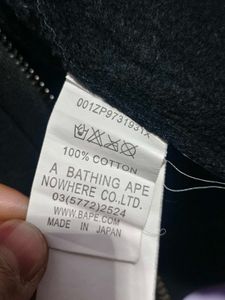 001ZP9731931X
100% COTTON
A BATHING APE
NOWHERE CO.,LTD.
03(5772)2524
WWW.BAPE.COM
MADE IN JAPAN